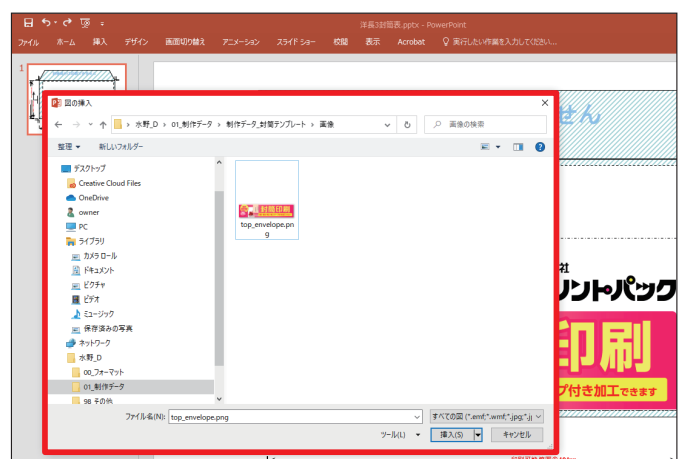 洋長3封筒表.pptx - PowerPoint
ファイル ホーム 挿入 デザイン 画面切り替え アニメーション スライド ショー 校閲 表示 Acrobat 実行したい作業を入力してください...
1
図の挿入
水野_D › 01_制作データ › 制作データ_封筒テンプレート › 画像
画像の検索
整理 新しいフォルダー
デスクトップ
Creative Cloud Files
OneDrive
owner
PC
ライブラリ
カメラ ロール
ドキュメント
ピクチャ
ビデオ
ミュージック
保存済みの写真
ネットワーク
水野_D
00_フォーマット
01_制作データ
98_その他
封筒印刷
top_envelope.pn
g
せん
社
リントパック
印刷
プ付き加工できます
ファイル名(N): top_envelope.png
すべての図 (*.emf;*.wmf;*.jpg;*.j
ツール(L) 挿入(S) キャンセル